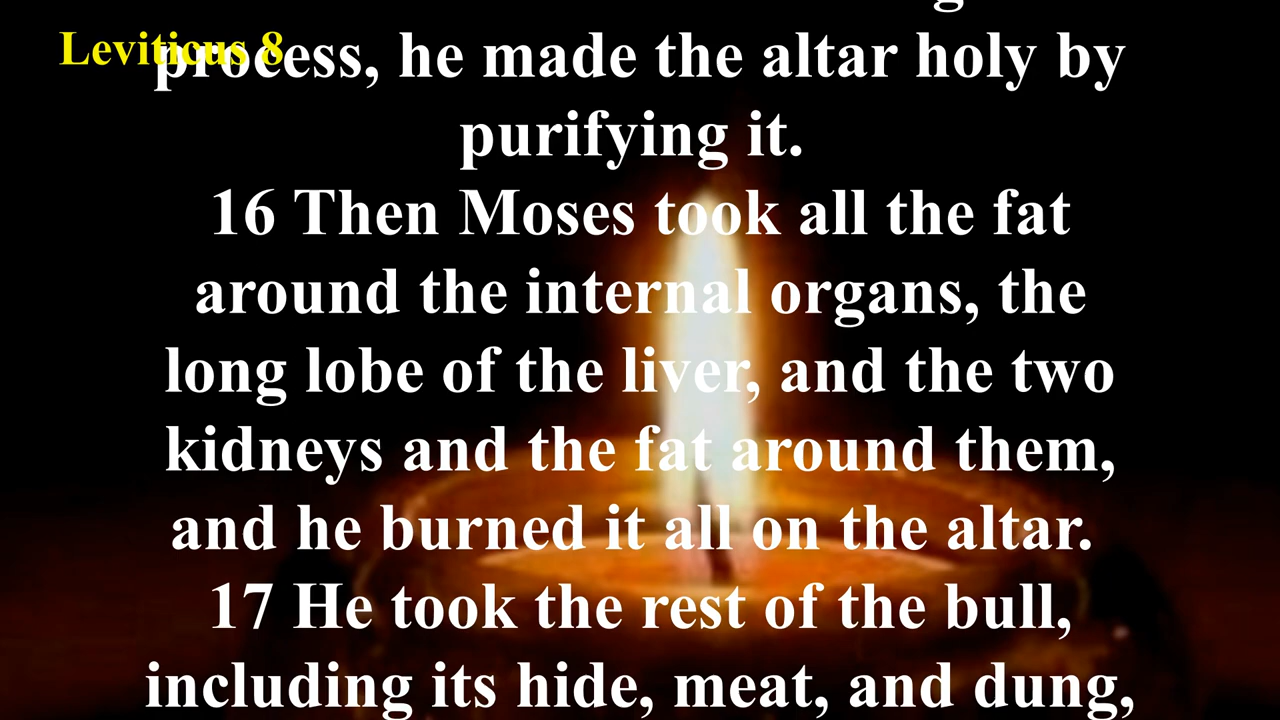 Leviticus 8
process, he made the altar holy by
purifying it.
16 Then Moses took all the fat
around the internal organs, the
long lobe of the liver, and the two
kidneys and the fat around them,
and he burned it all on the altar.
17 He took the rest of the bull,
including its hide, meat, and dung,